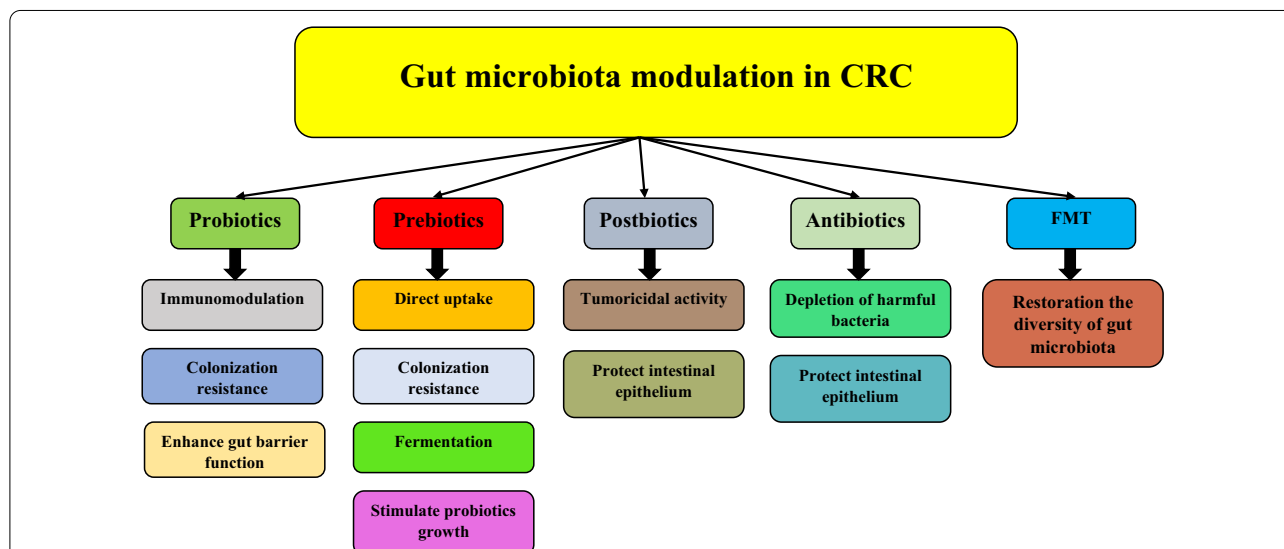 Gut microbiota modulation in CRC
Probiotics
Prebiotics
Postbiotics
Antibiotics
FMT
Immunomodulation
Direct uptake
Tumoricidal activity
Depletion of harmful
bacteria
Restoration the
diversity of gut
microbiota
Colonization
resistance
Colonization
resistance
Protect intestinal
epithelium
Protect intestinal
epithelium
Enhance gut barrier
function
Fermentation
Stimulate probiotics
growth